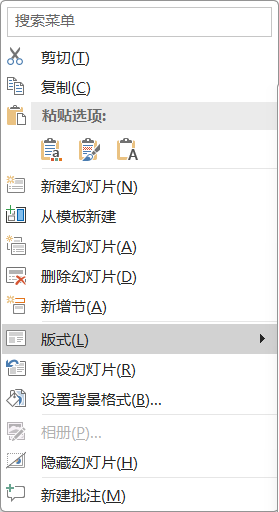 搜索菜单
剪切(T)
复制(C)
粘贴选项:
新建幻灯片(N)
从模板新建
复制幻灯片(A)
删除幻灯片(D)
新增节(A)
版式(L)
重设幻灯片(R)
设置背景格式(B)...
相册(P)...
隐藏幻灯片(H)
新建批注(M)